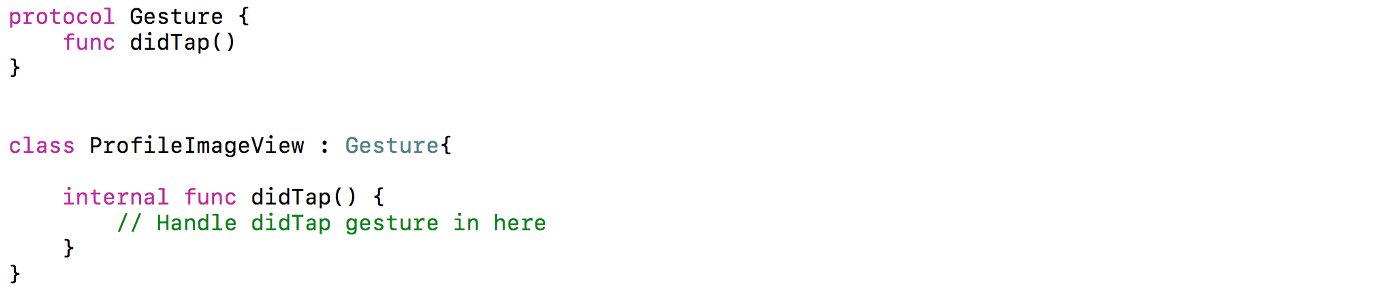 protocol Gesture {
    func didTap()
}
class ProfileImageView : Gesture{
    internal func didTap() {
        // Handle didTap gesture in here
    }
}